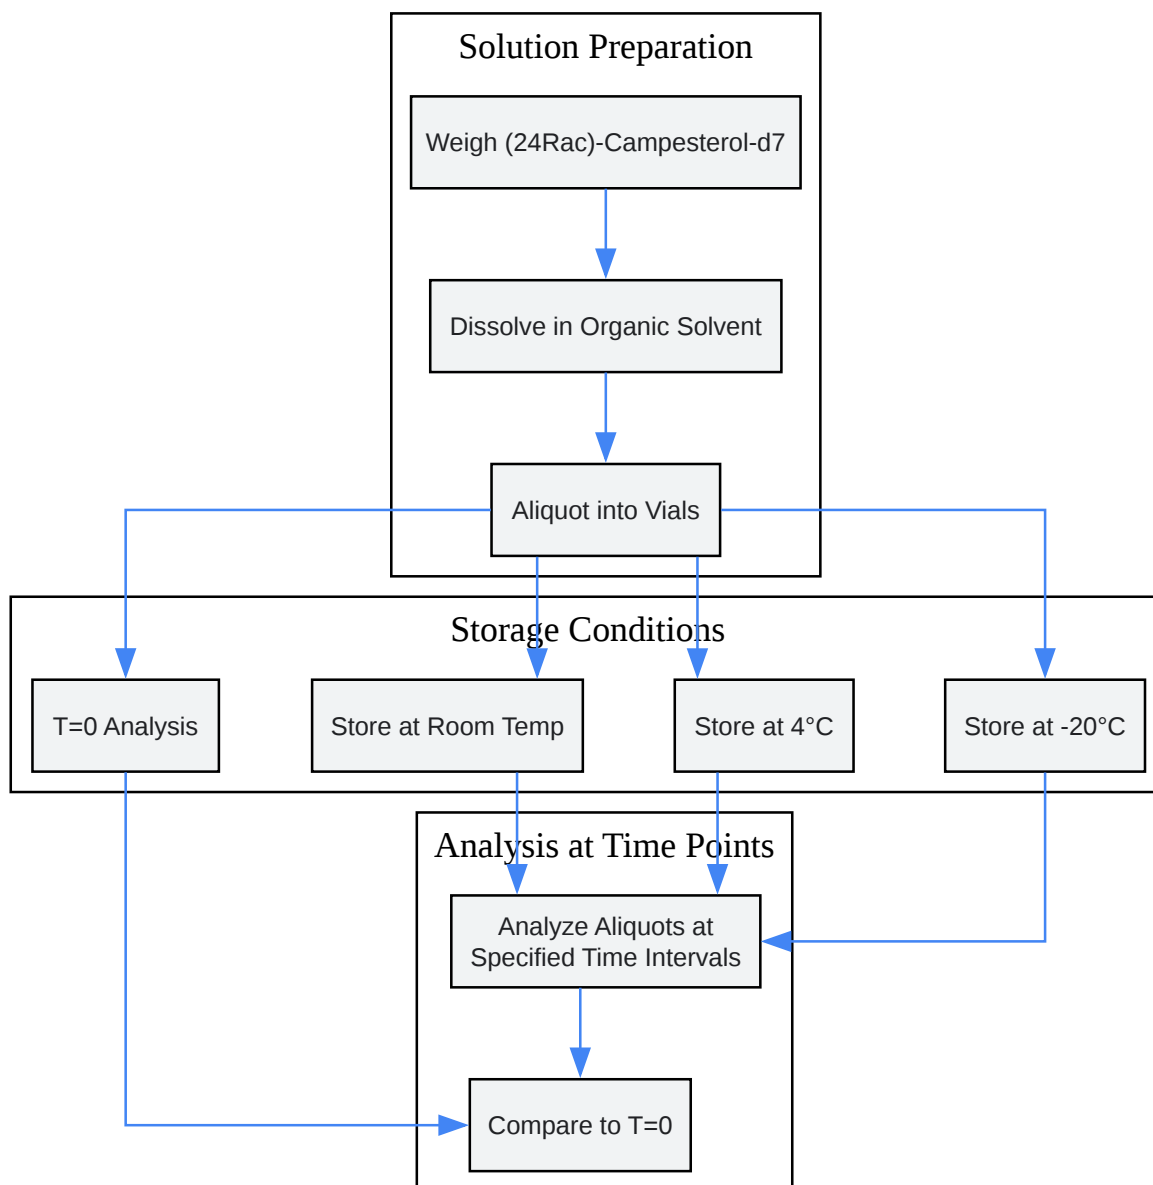 Solution Preparation
Weigh (24Rac)-Campesterol-d7
Dissolve in Organic Solvent
Aliquot into Vials
Storage Conditions
T=0 Analysis
Store at Room Temp
Store at 4°C
Store at -20°C
Analysis at Time Points
Analyze Aliquots at
Specified Time Intervals
Compare to T=0